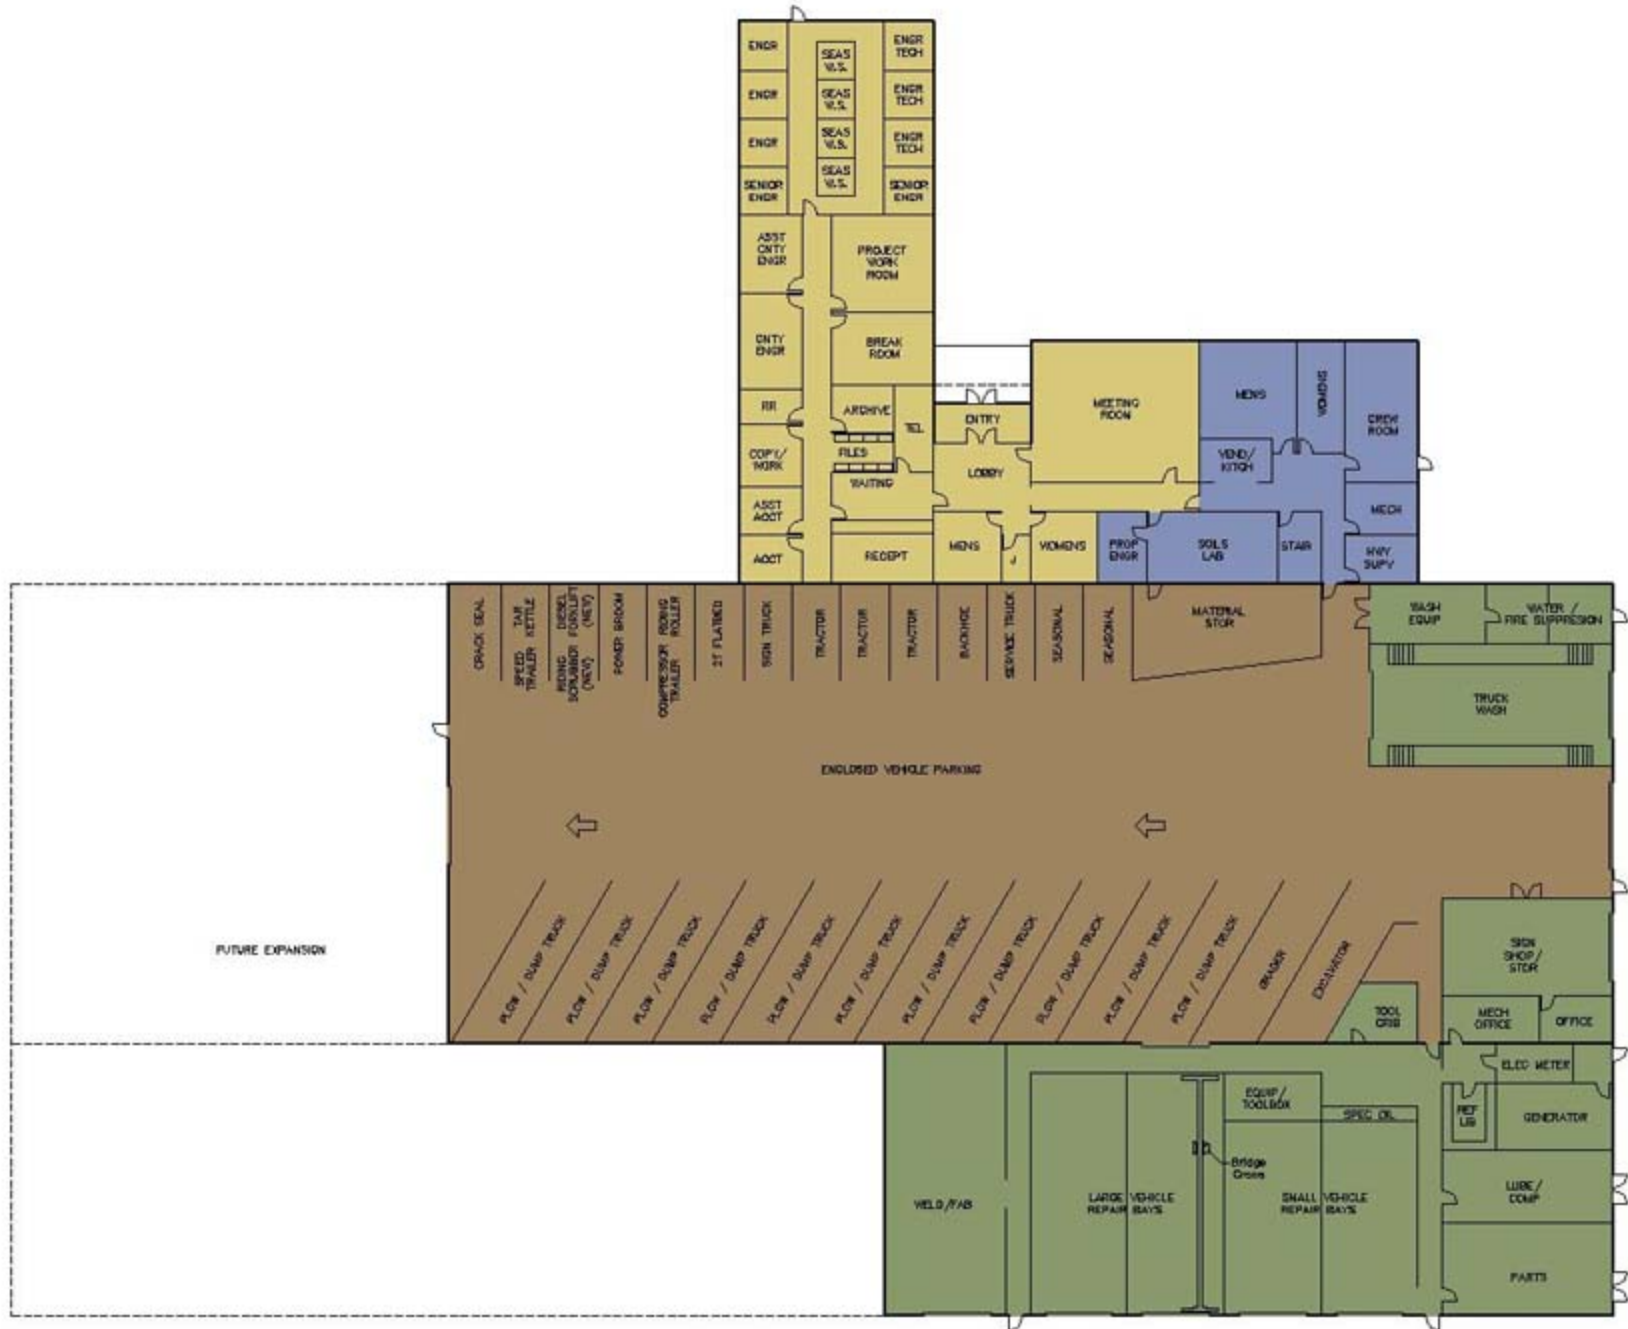 ENGR
SEAS
W.S.
ENGR
TECH
ENGR
SEAS
W.S.
ENGR
TECH
ENGR
SEAS
W.S.
ENGR
TECH
SENIOR
ENGR
SEAS
W.S.
SENIOR
ENGR
ASST
CNTY
ENGR
PROJECT
WORK
ROOM
CNTY
ENGR
BREAK
ROOM
RR
ARCHIVE
TEL
FILES
COPY/
WORK
WAITING
ASST
ACCT
ACCT
RECEPT
ENTRY
LOBBY
MEETING
ROOM
MENS
J
WOMENS
MENS
WOMENS
CREW
ROOM
VEND/
KITCH
MECH
PROP
ENGR
SOILS
LAB
STAIR
HWY
SUPV
CRACK SEAL
SPEED TAR
TRAILER KETTLE
RIDING DIESEL
SCRUBBER FORKLIFT
(NEW) (NEW)
POWER BROOM
COMPRESSOR RIDING
TRAILER ROLLER
2T FLATBED
SIGN TRUCK
TRACTOR
TRACTOR
TRACTOR
BACKHOE
SERVICE TRUCK
SEASONAL
SEASONAL
MATERIAL
STOR
WASH
EQUIP
WATER /
FIRE SUPPRESION
TRUCK
WASH
ENCLOSED VEHICLE PARKING
FUTURE EXPANSION
PLOW / DUMP TRUCK
PLOW / DUMP TRUCK
PLOW / DUMP TRUCK
PLOW / DUMP TRUCK
PLOW / DUMP TRUCK
PLOW / DUMP TRUCK
PLOW / DUMP TRUCK
PLOW / DUMP TRUCK
PLOW / DUMP TRUCK
PLOW / DUMP TRUCK
PLOW / DUMP TRUCK
GRADER
EXCAVATOR
SIGN
SHOP/
STOR
TOOL
CRIB
MECH
OFFICE
OFFICE
ELEC METER
EQUIP/
TOOLBOX
SPEC OIL
REF
LIB
GENERATOR
Bridge
Crane
WELD/FAB
LARGE VEHICLE
REPAIR BAYS
SMALL VEHICLE
REPAIR BAYS
LUBE/
COMP
PARTS